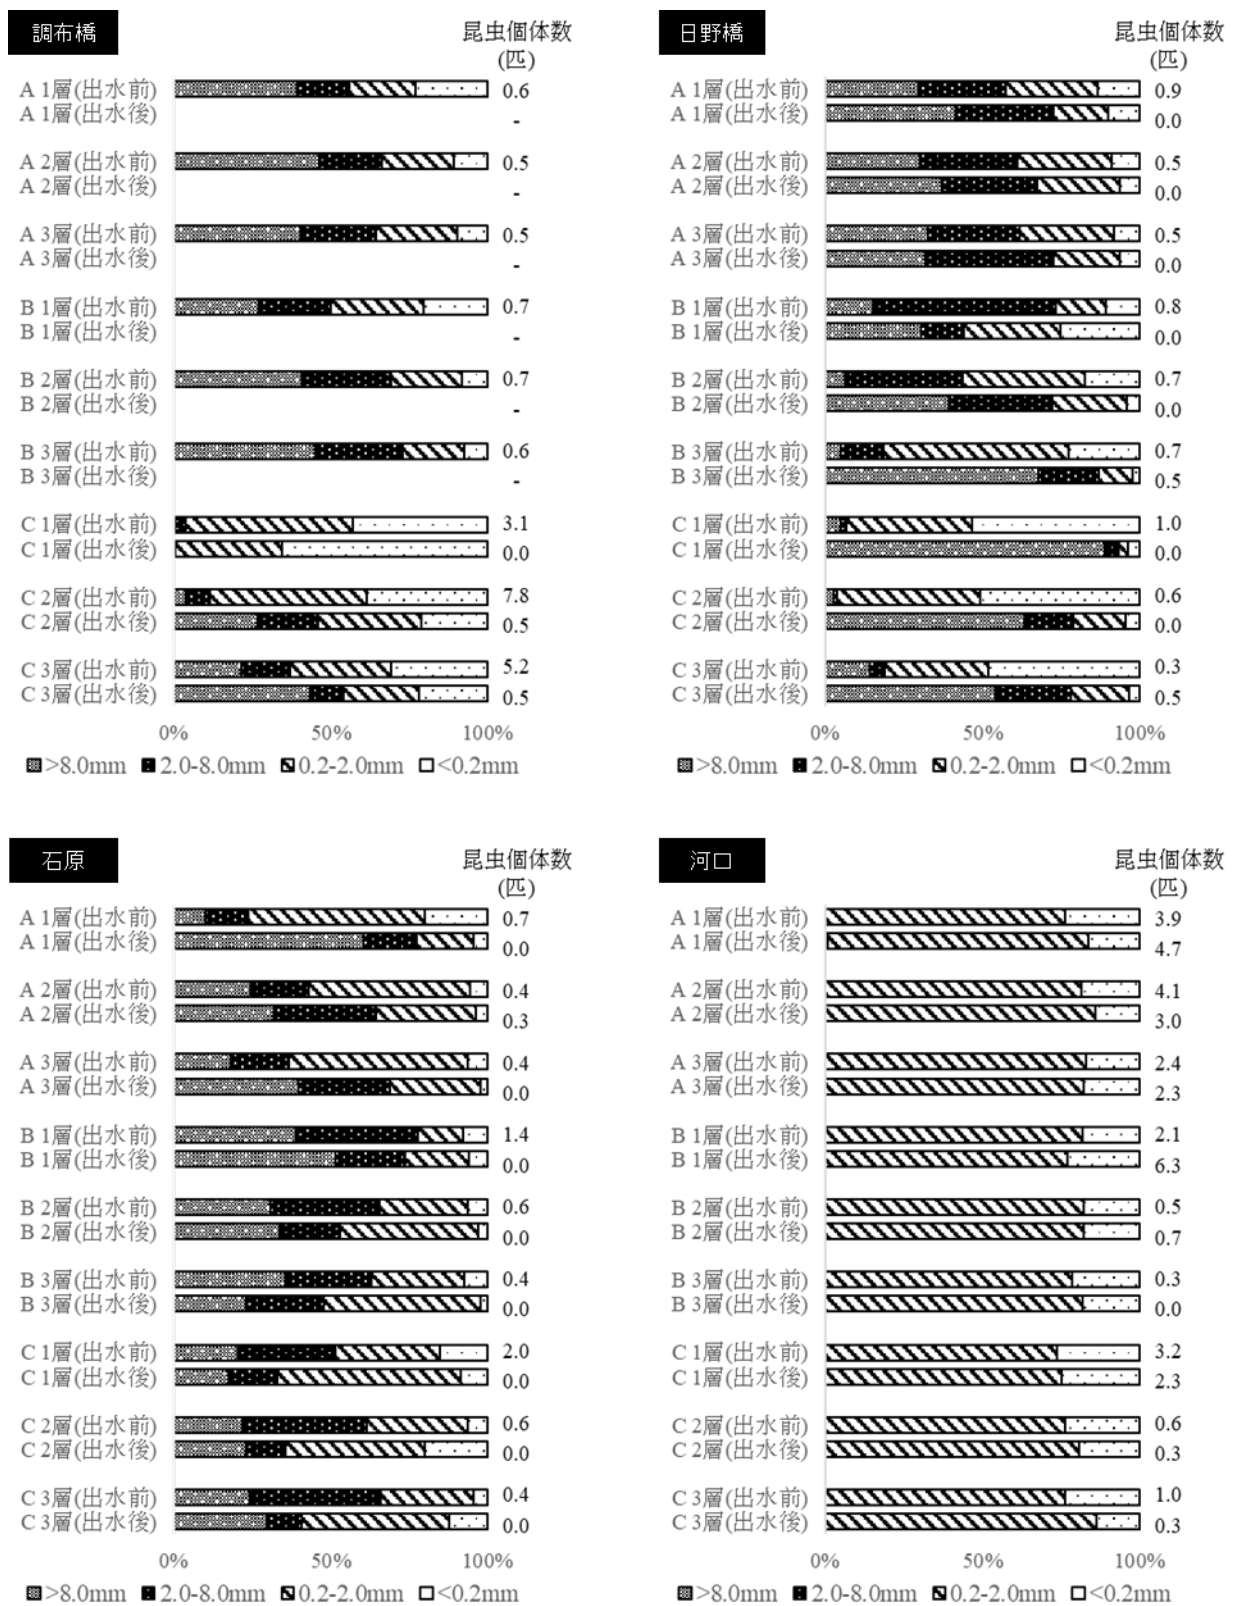 調布橋
昆虫個体数
(匹)
A 1層(出水前) 0.6
A 1層(出水後) -
A 2層(出水前) 0.5
A 2層(出水後) -
A 3層(出水前) 0.5
A 3層(出水後) -
B 1層(出水前) 0.7
B 1層(出水後) -
B 2層(出水前) 0.7
B 2層(出水後) -
B 3層(出水前) 0.6
B 3層(出水後) -
C 1層(出水前) 3.1
C 1層(出水後) 0.0
C 2層(出水前) 7.8
C 2層(出水後) 0.5
C 3層(出水前) 5.2
C 3層(出水後) 0.5
0% 50% 100%
>8.0mm 2.0-8.0mm 0.2-2.0mm <0.2mm
日野橋
昆虫個体数
(匹)
A 1層(出水前) 0.9
A 1層(出水後) 0.0
A 2層(出水前) 0.5
A 2層(出水後) 0.0
A 3層(出水前) 0.5
A 3層(出水後) 0.0
B 1層(出水前) 0.8
B 1層(出水後) 0.0
B 2層(出水前) 0.7
B 2層(出水後) 0.0
B 3層(出水前) 0.7
B 3層(出水後) 0.5
C 1層(出水前) 1.0
C 1層(出水後) 0.0
C 2層(出水前) 0.6
C 2層(出水後) 0.0
C 3層(出水前) 0.3
C 3層(出水後) 0.5
0% 50% 100%
>8.0mm 2.0-8.0mm 0.2-2.0mm <0.2mm
石原
昆虫個体数
(匹)
A 1層(出水前) 0.7
A 1層(出水後) 0.0
A 2層(出水前) 0.4
A 2層(出水後) 0.3
A 3層(出水前) 0.4
A 3層(出水後) 0.0
B 1層(出水前) 1.4
B 1層(出水後) 0.0
B 2層(出水前) 0.6
B 2層(出水後) 0.0
B 3層(出水前) 0.4
B 3層(出水後) 0.0
C 1層(出水前) 2.0
C 1層(出水後) 0.0
C 2層(出水前) 0.6
C 2層(出水後) 0.0
C 3層(出水前) 0.4
C 3層(出水後) 0.0
0% 50% 100%
>8.0mm 2.0-8.0mm 0.2-2.0mm <0.2mm
河口
昆虫個体数
(匹)
A 1層(出水前) 3.9
A 1層(出水後) 4.7
A 2層(出水前) 4.1
A 2層(出水後) 3.0
A 3層(出水前) 2.4
A 3層(出水後) 2.3
B 1層(出水前) 2.1
B 1層(出水後) 6.3
B 2層(出水前) 0.5
B 2層(出水後) 0.7
B 3層(出水前) 0.3
B 3層(出水後) 0.0
C 1層(出水前) 3.2
C 1層(出水後) 2.3
C 2層(出水前) 0.6
C 2層(出水後) 0.3
C 3層(出水前) 1.0
C 3層(出水後) 0.3
0% 50% 100%
>8.0mm 2.0-8.0mm 0.2-2.0mm <0.2mm